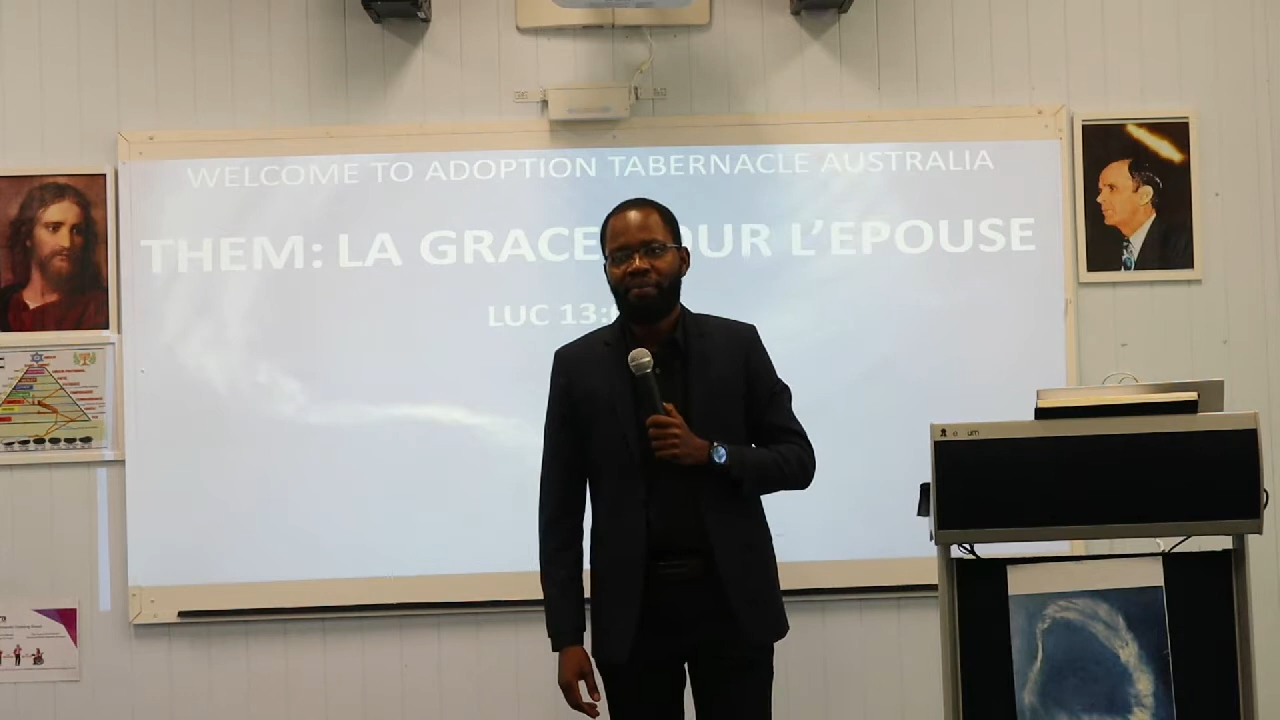 WELCOME TO ADOPTION TABERNACLE AUSTRALIA
THEM: LA GRACE OUR L'EPOUSE
LUC 13: